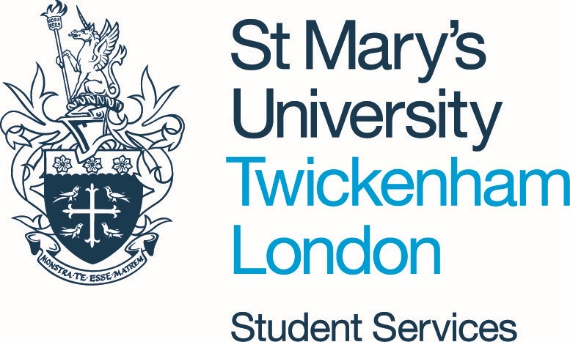 St Mary's
University
Twickenham
London
Student Services
MONSTRA·TE·ESSE·MATREM